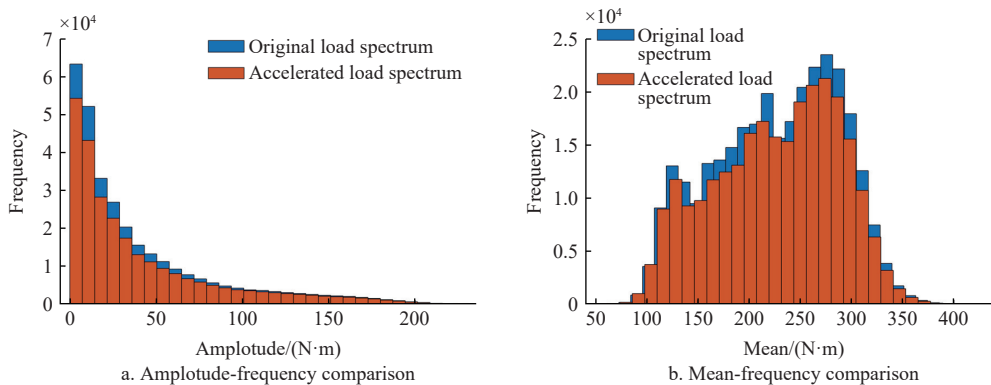 ×10⁴
7
6
5
4
3
2
1
0
Frequency
Original load spectrum
Accelerated load spectrum
0 50 100 150 200
Amplotude/(N·m)
a. Amplotude-frequency comparison
×10⁴
2.5
2.0
1.5
1.0
0.5
0
Frequency
Original load
spectrum
Accelerated load
spectrum
50 100 150 200 250 300 350 400
Mean/(N·m)
b. Mean-frequency comparison